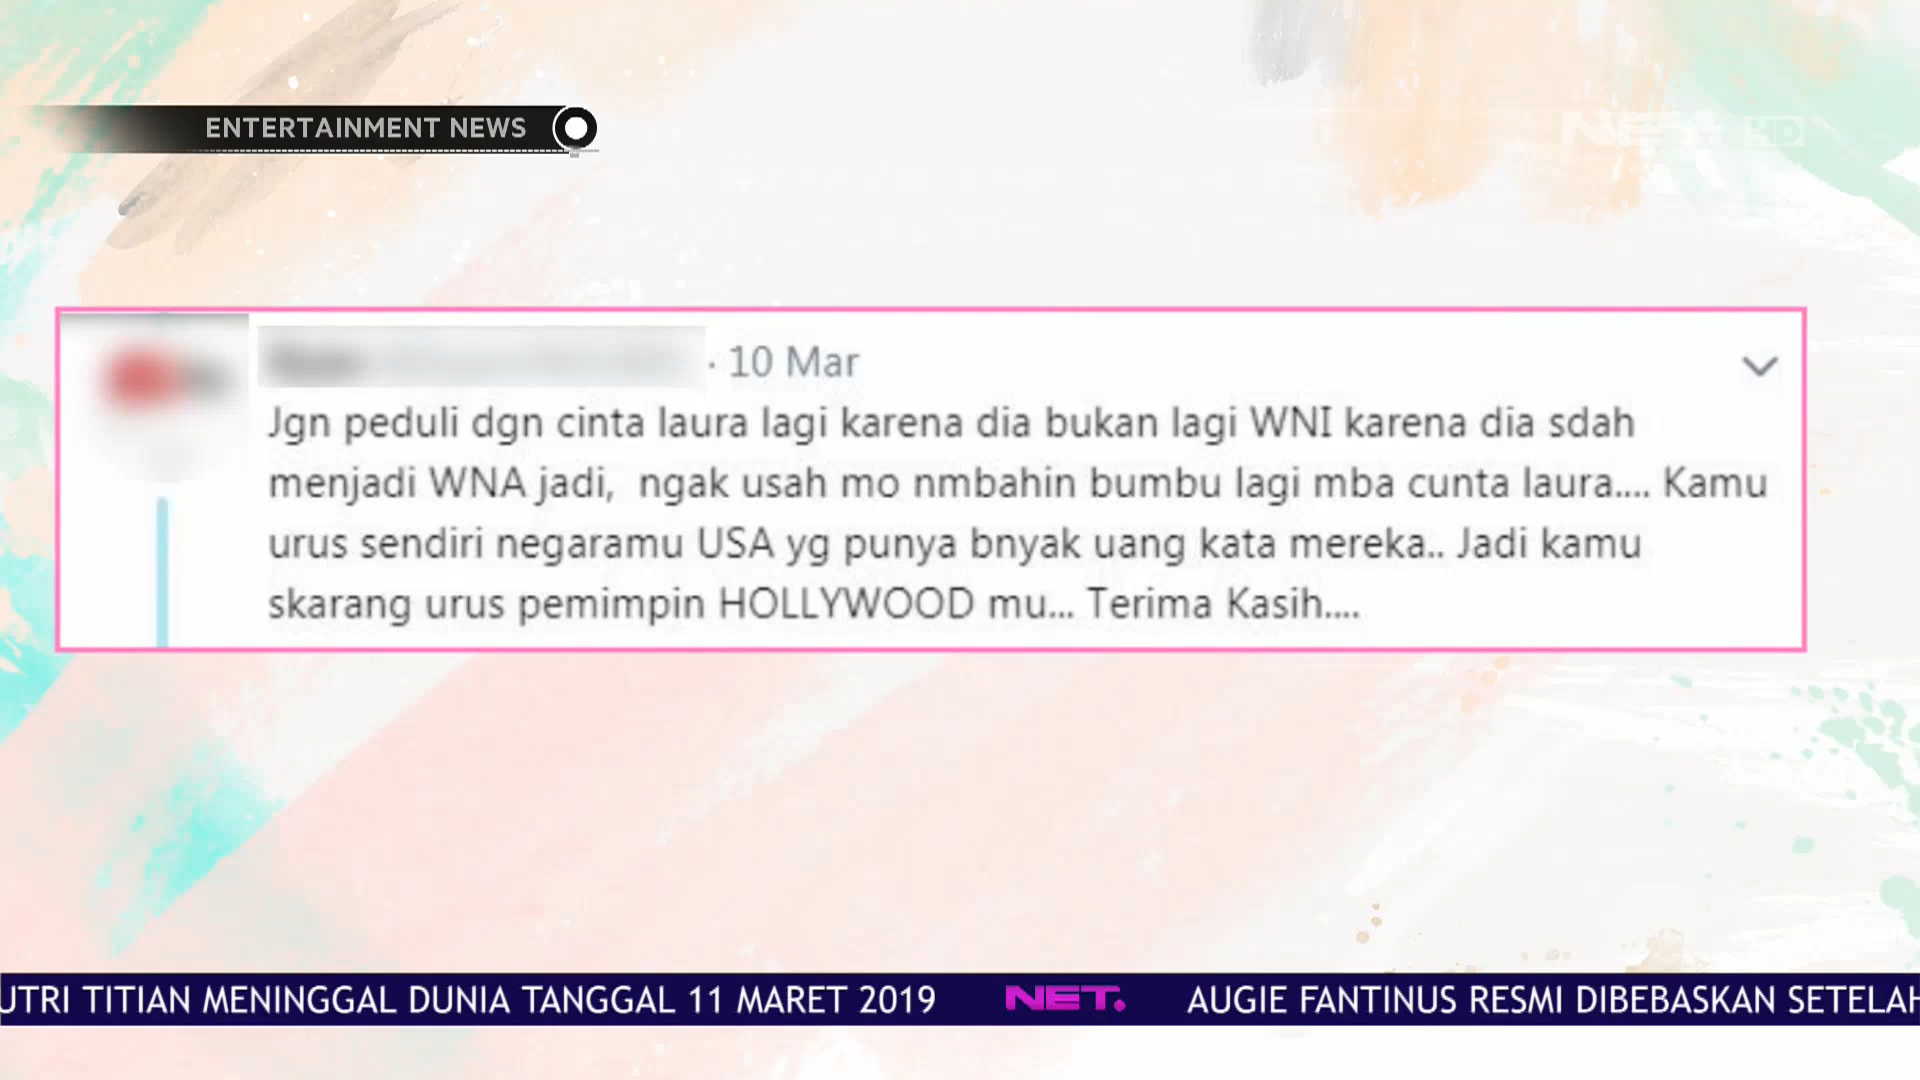 ENTERTAINMENT NEWS
NET. HD
· 10 Mar
Jgn peduli dgn cinta laura lagi karena dia bukan lagi WNI karena dia sdah
menjadi WNA jadi, ngak usah mo nmbahin bumbu lagi mba cunta laura.... Kamu
urus sendiri negaramu USA yg punya bnyak uang kata mereka.. Jadi kamu
skarang urus pemimpin HOLLYWOOD mu... Terima Kasih....
UTRI TITIAN MENINGGAL DUNIA TANGGAL 11 MARET 2019 NET. AUGIE FANTINUS RESMI DIBEBASKAN SETELAH